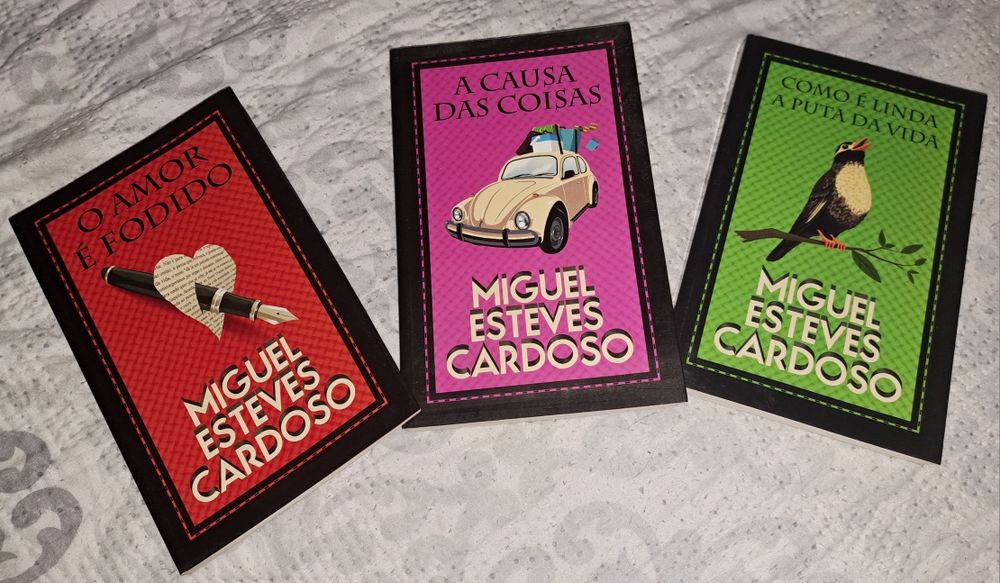 O AMOR
É FODIDO
MIGUEL
ESTEVES
CARDOSO
A CAUSA
DAS COISAS
MIGUEL
ESTEVES
CARDOSO
COMO É LINDA
A PUTA DA VIDA
MIGUEL
ESTEVES
CARDOSO